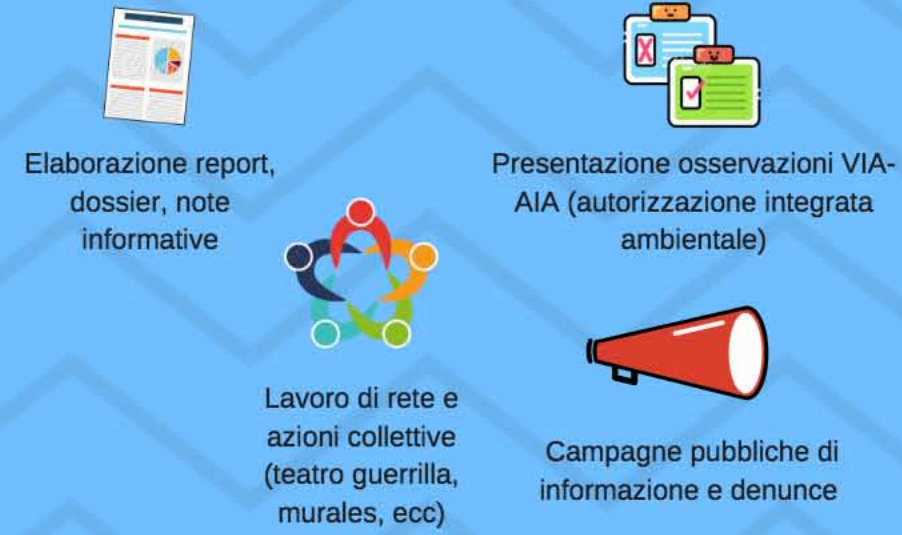 Elaborazione report,
dossier, note
informative
Presentazione osservazioni VIA-
AIA (autorizzazione integrata
ambientale)
Lavoro di rete e
azioni collettive
(teatro guerrilla,
murales, ecc)
Campagne pubbliche di
informazione e denunce